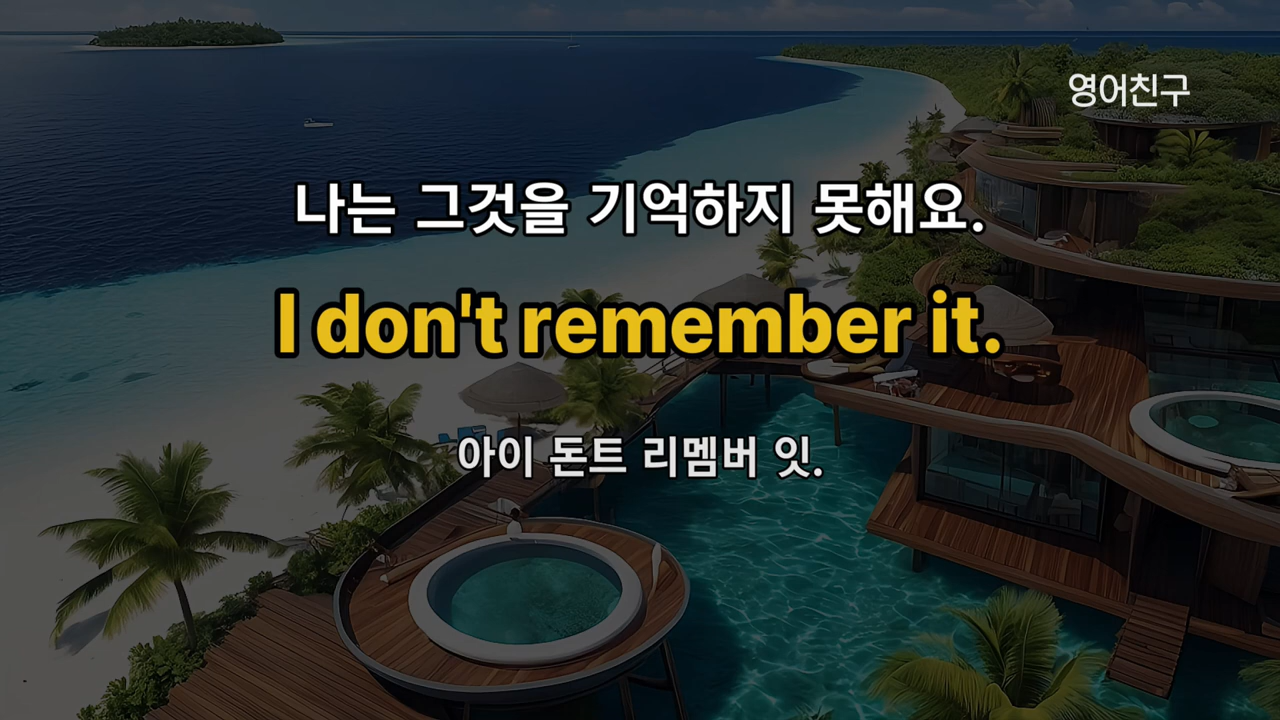 영어친구
나는 그것을 기억하지 못해요.
I don't remember it.
아이 돈트 리멤버 잇.